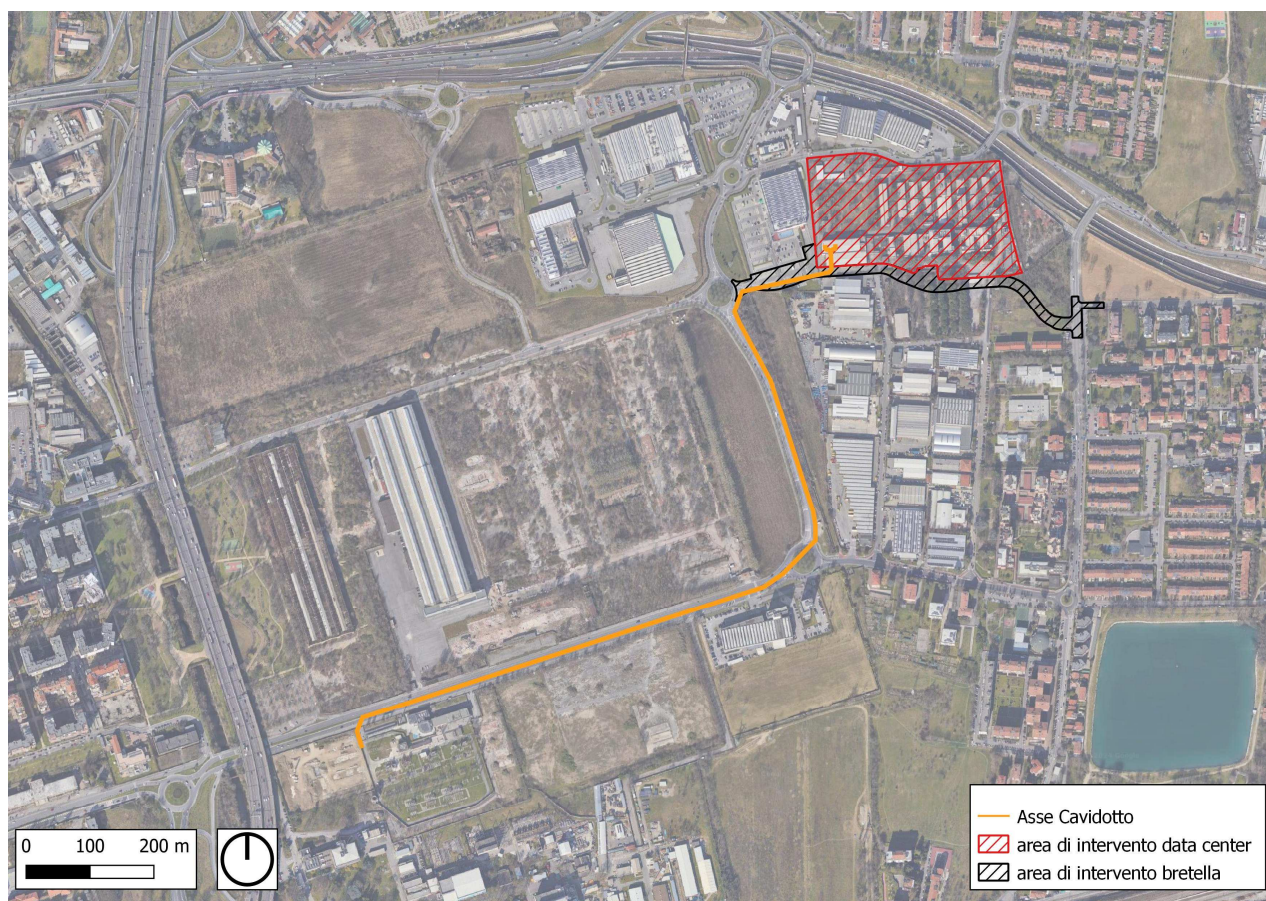 0 100 200 m
Asse Cavidotto
area di intervento data center
area di intervento bretella